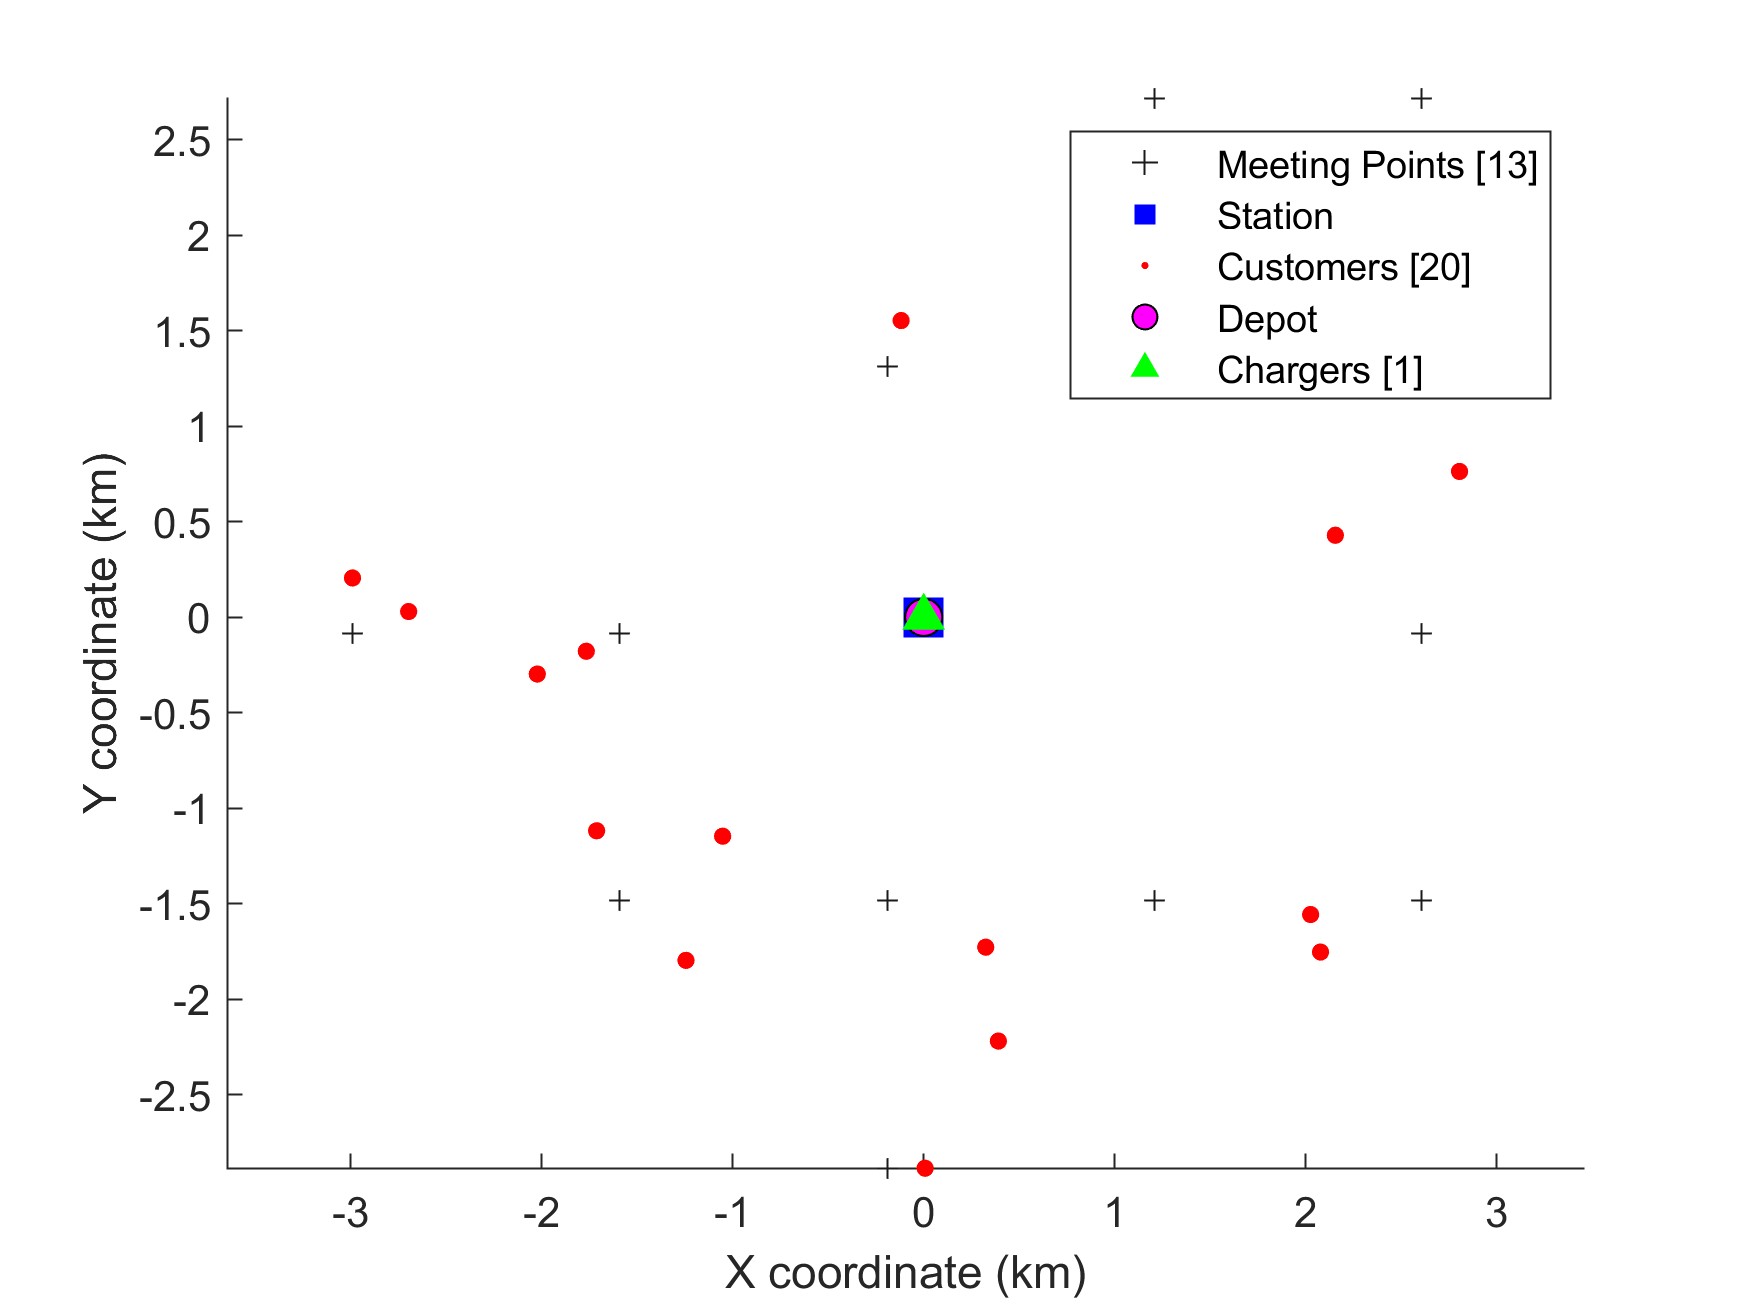 2.5
2
1.5
1
0.5
0
-0.5
-1
-1.5
-2
-2.5
Y coordinate (km)
-3 -2 -1 0 1 2 3
X coordinate (km)
Meeting Points [13]
Station
Customers [20]
Depot
Chargers [1]